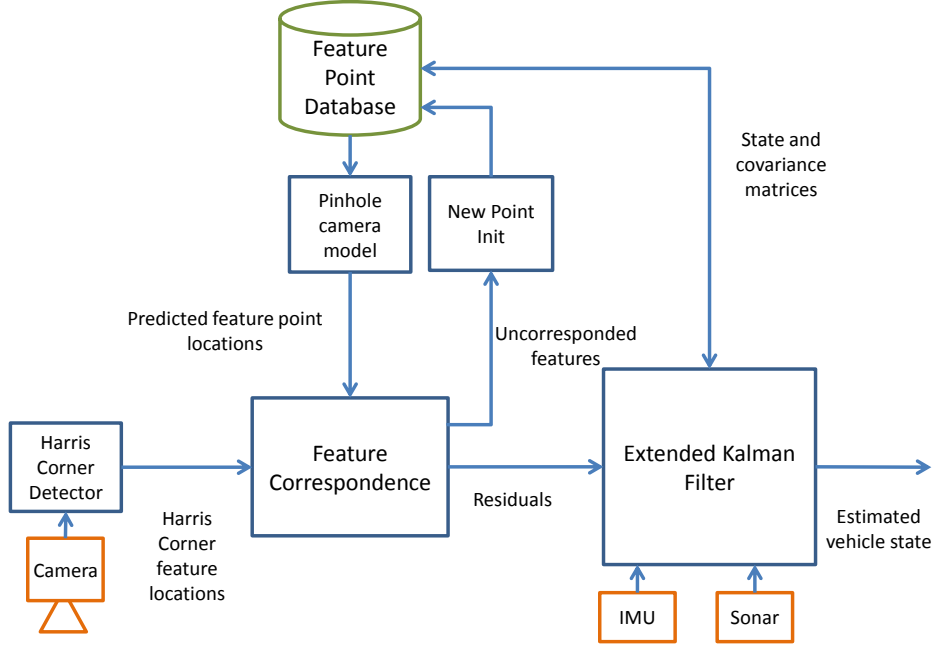 Feature
Point
Database
State and
covariance
matrices
Pinhole
camera
model
New Point
Init
Predicted feature point
locations
Uncorresponded
features
Harris
Corner
Detector
Feature
Correspondence
Extended Kalman
Filter
Residuals
Harris
Corner
feature
locations
Estimated
vehicle state
Camera
IMU
Sonar